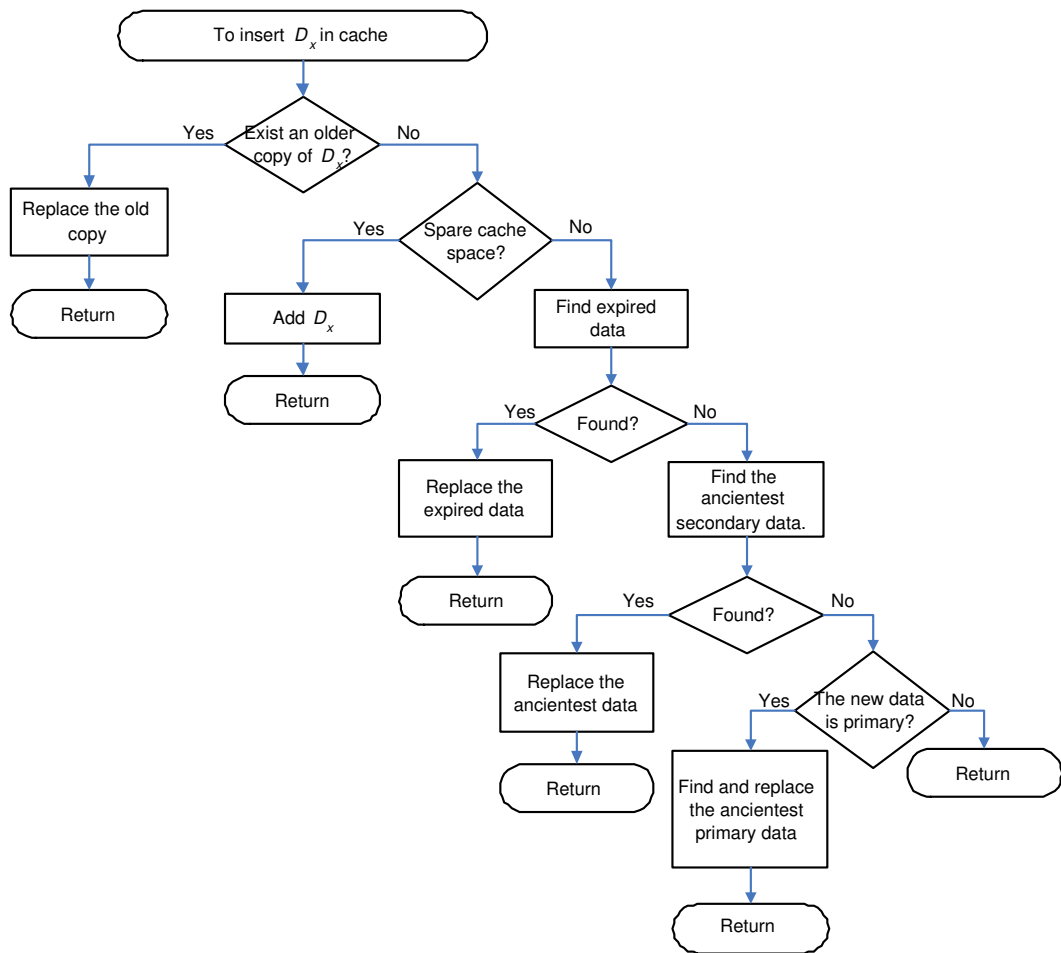 To insert Dx in cache
Yes
Exist an older
copy of Dx?
No
Replace the old
copy
Return
Yes
Spare cache
space?
No
Add Dx
Return
Find expired
data
Yes
Found?
No
Replace the
expired data
Return
Find the
ancientest
secondary data.
Yes
Found?
No
Replace the
ancientest data
Return
Yes
The new data
is primary?
No
Return
Find and replace
the ancientest
primary data
Return